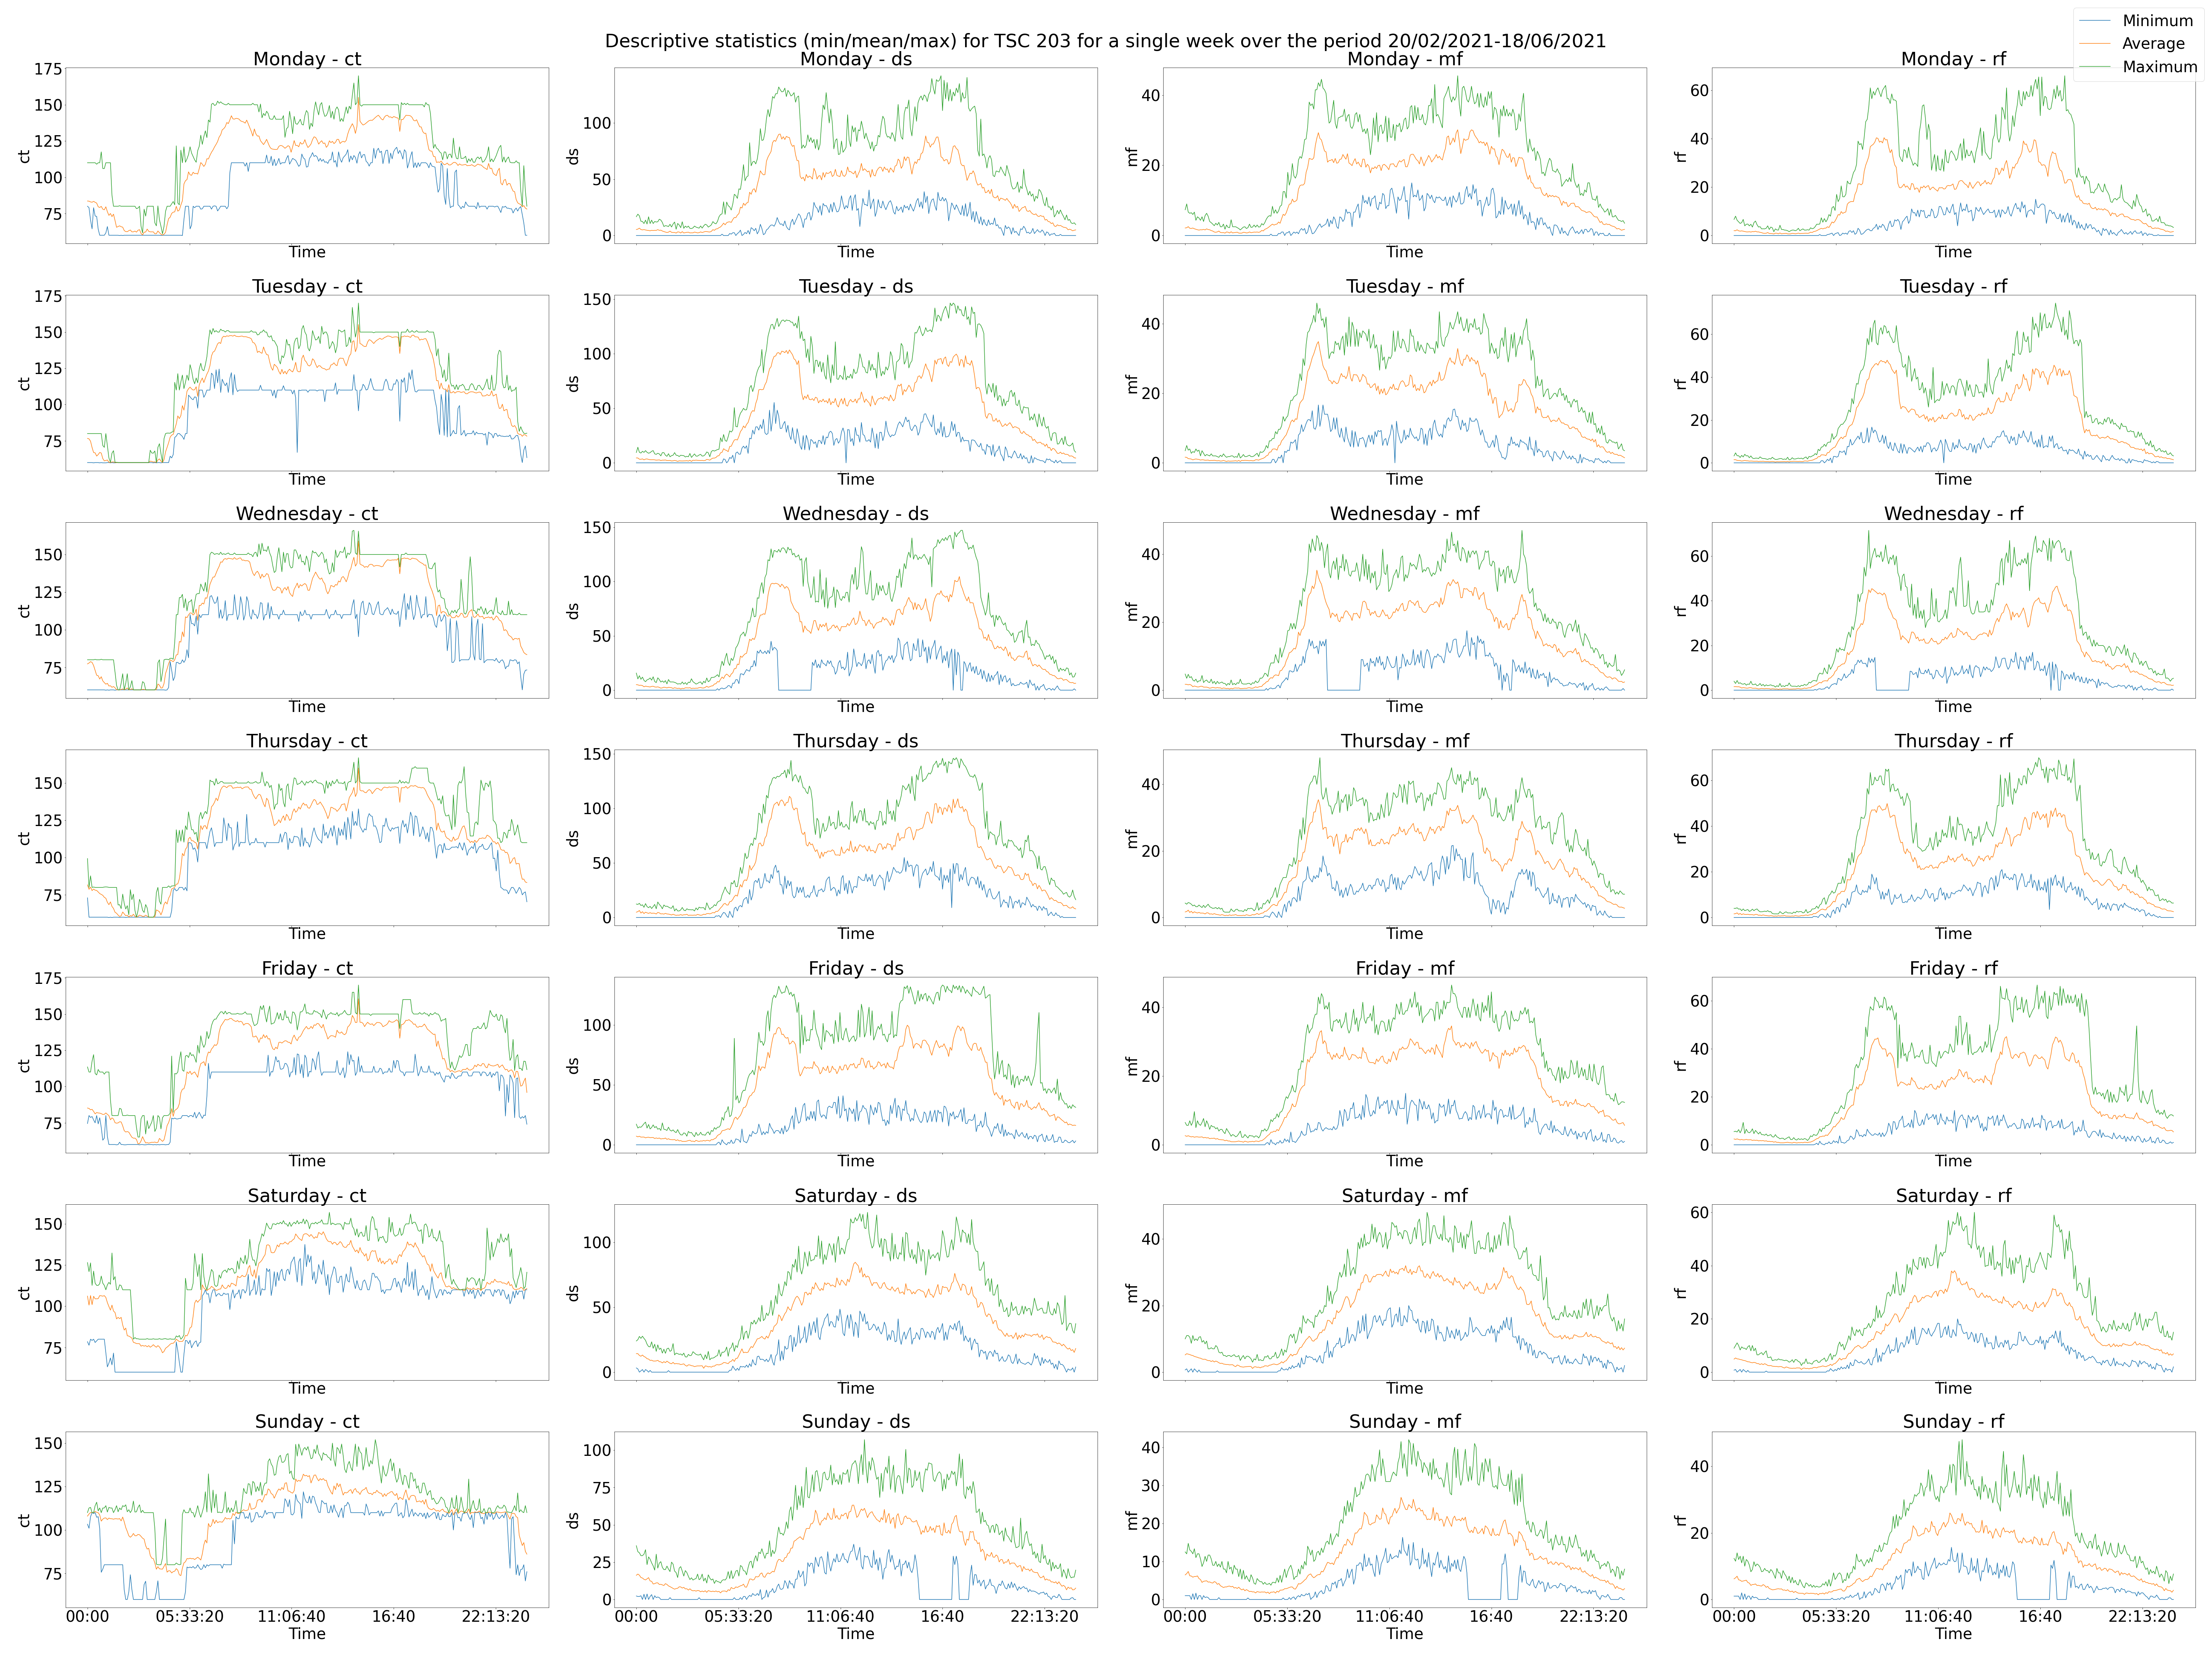 Descriptive statistics (min/mean/max) for TSC 203 for a single week over the period 20/02/2021-18/06/2021
Minimum
Average
Maximum
Monday - ct
175
150
125
100
75
ct
Time
Monday - ds
100
50
0
ds
Time
Monday - mf
40
20
0
mf
Time
Monday - rf
60
40
20
0
rf
Time
Tuesday - ct
175
150
125
100
75
ct
Time
Tuesday - ds
150
100
50
0
ds
Time
Tuesday - mf
40
20
0
mf
Time
Tuesday - rf
60
40
20
0
rf
Time
Wednesday - ct
150
125
100
75
ct
Time
Wednesday - ds
150
100
50
0
ds
Time
Wednesday - mf
40
20
0
mf
Time
Wednesday - rf
60
40
20
0
rf
Time
Thursday - ct
150
125
100
75
ct
Time
Thursday - ds
150
100
50
0
ds
Time
Thursday - mf
40
20
0
mf
Time
Thursday - rf
60
40
20
0
rf
Time
Friday - ct
175
150
125
100
75
ct
Time
Friday - ds
100
50
0
ds
Time
Friday - mf
40
20
0
mf
Time
Friday - rf
60
40
20
0
rf
Time
Saturday - ct
150
125
100
75
ct
Time
Saturday - ds
100
50
0
ds
Time
Saturday - mf
40
20
0
mf
Time
Saturday - rf
60
40
20
0
rf
Time
Sunday - ct
150
125
100
75
ct
00:00 05:33:20 11:06:40 16:40 22:13:20
Time
Sunday - ds
100
75
50
25
0
ds
00:00 05:33:20 11:06:40 16:40 22:13:20
Time
Sunday - mf
40
30
20
10
0
mf
00:00 05:33:20 11:06:40 16:40 22:13:20
Time
Sunday - rf
40
20
0
rf
00:00 05:33:20 11:06:40 16:40 22:13:20
Time